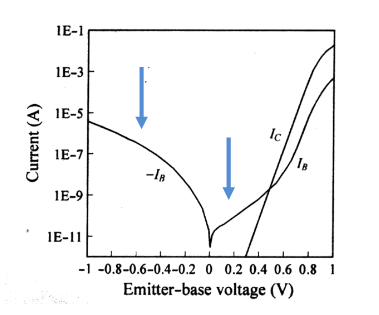 1E-1
1E-3
1E-5
1E-7
1E-9
1E-11
Current (A)
I_C
I_B
-I_B
-1 -0.8-0.6-0.4-0.2 0 0.2 0.4 0.6 0.8 1
Emitter-base voltage (V)